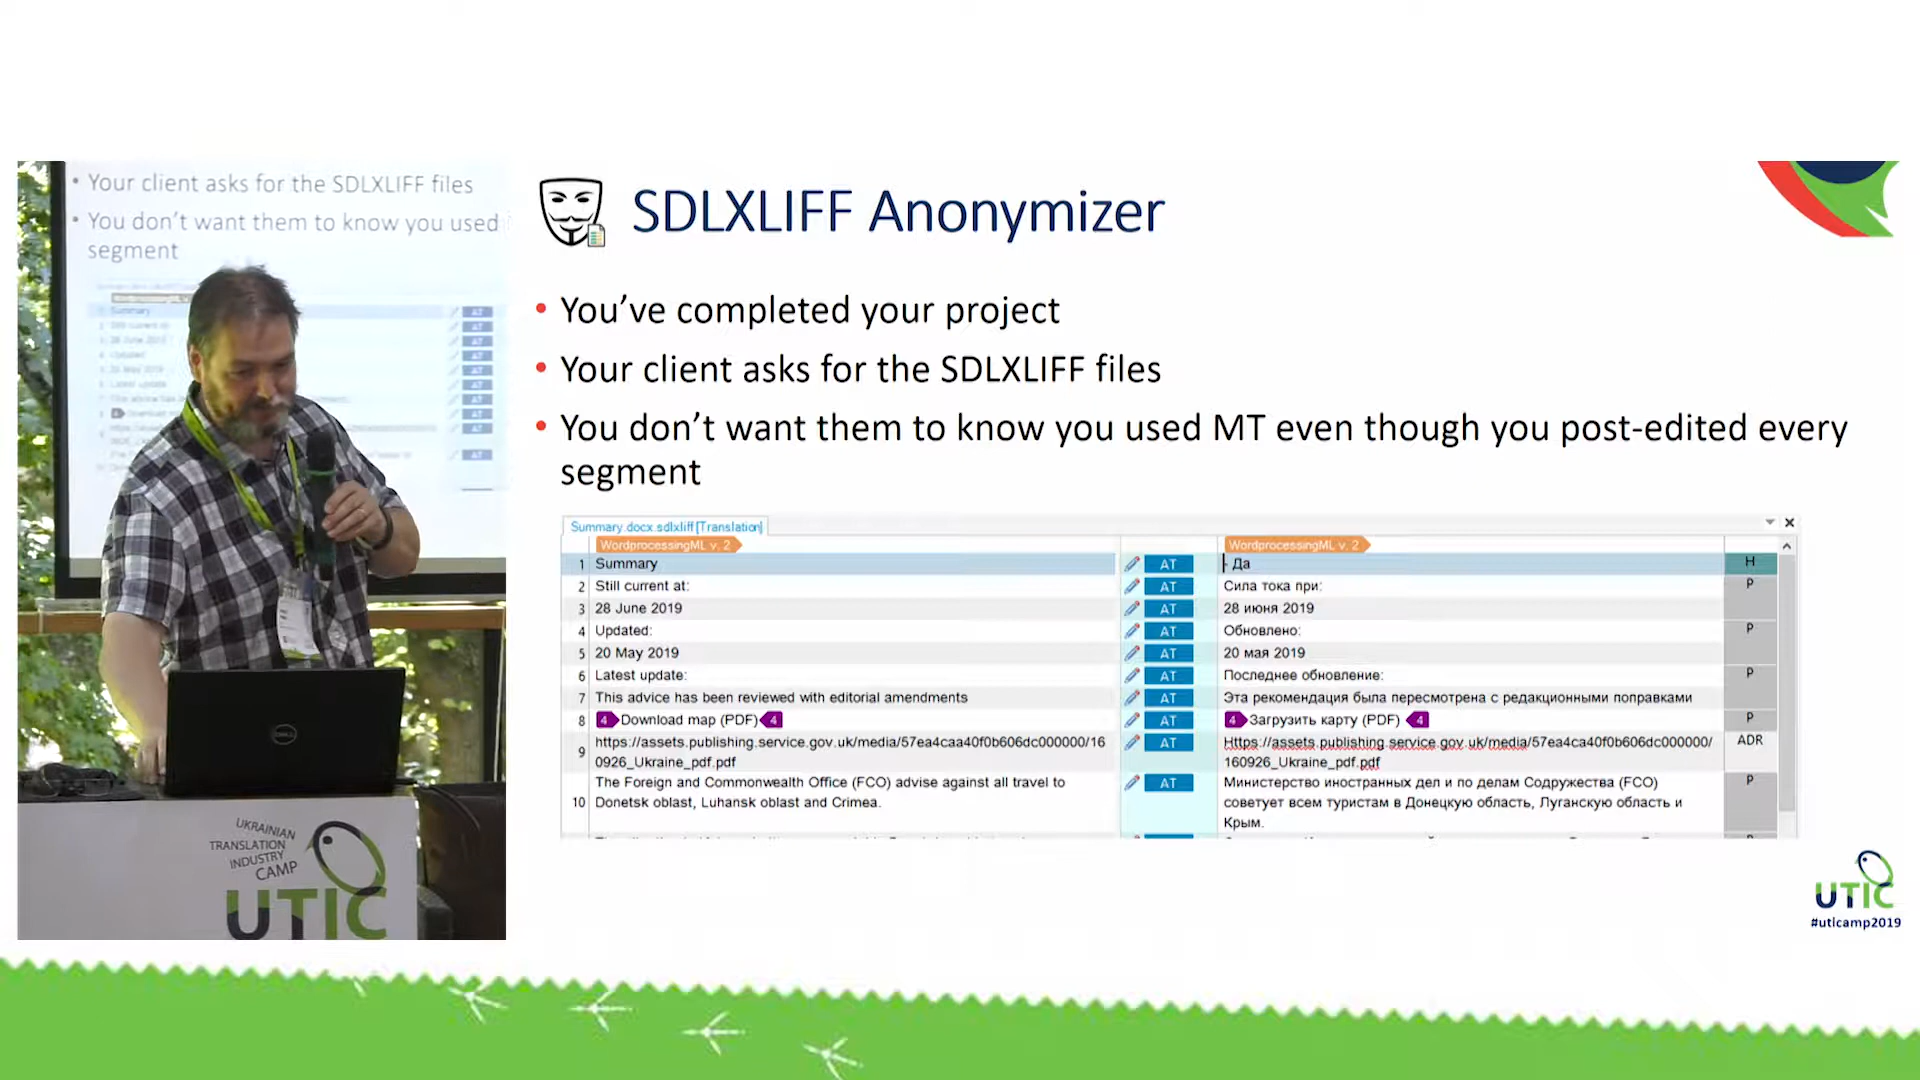 • Your client asks for the SDLXLIFF files
• You don't want them to know you used
segment
SDLXLIFF Anonymizer
• You've completed your project
• Your client asks for the SDLXLIFF files
• You don't want them to know you used MT even though you post-edited every
segment
Summary.docx.sdlxliff [Translation]
WordprocessingML v. 2 WordprocessingML v. 2
1 Summary AT - Да H
2 Still current at: AT Сила тока при: P
3 28 June 2019 AT 28 июня 2019
4 Updated: AT Обновлено: P
5 20 May 2019 AT 20 мая 2019
6 Latest update: AT Последнее обновление: P
7 This advice has been reviewed with editorial amendments AT Эта рекомендация была пересмотрена с редакционными поправками
8 4 Download map (PDF) 4 AT 4 Загрузить карту (PDF) 4 P
9 https://assets.publishing.service.gov.uk/media/57ea4caa40f0b606dc000000/16 AT Https://assets.publishing.service.gov.uk/media/57ea4ca40f0b606dc000000/ ADR
0926_Ukraine_pdf.pdf 160926_Ukraine_pdf.pdf
The Foreign and Commonwealth Office (FCO) advise against all travel to AT Министерство иностранных дел и по делам Содружества (FCO) P
10 Donetsk oblast, Luhansk oblast and Crimea. советует всем туристам в Донецкую область, Луганскую область и
Крым.
DELL
UKRAINIAN
TRANSLATION
INDUSTRY
CAMP
UTIC
UTIC
#uticamp2019